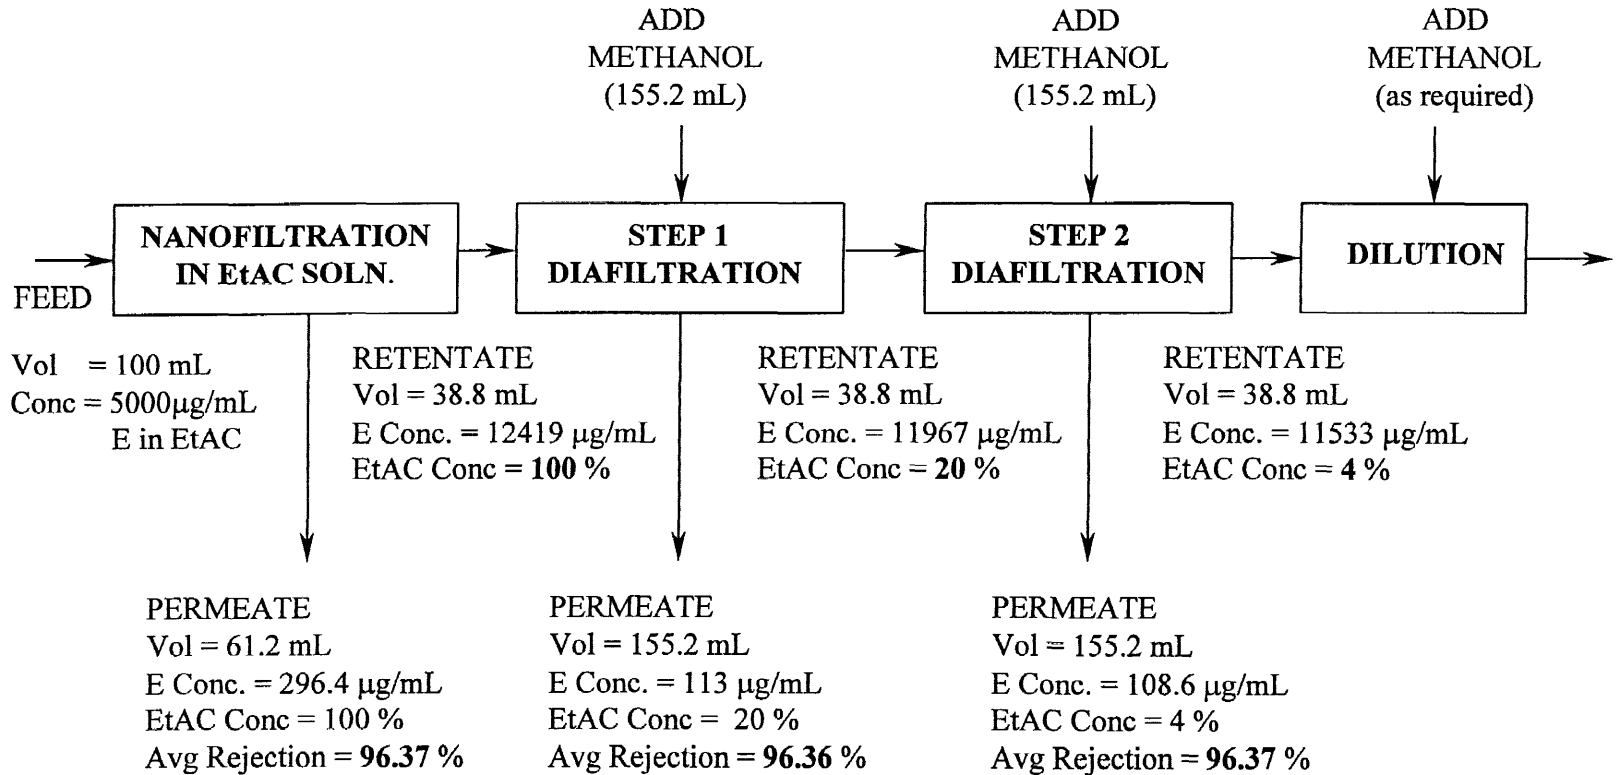 ADD
METHANOL
(155.2 mL)
ADD
METHANOL
(155.2 mL)
ADD
METHANOL
(as required)
FEED
NANOFILTRATION
IN EtAC SOLN.
STEP 1
DIAFILTRATION
STEP 2
DIAFILTRATION
DILUTION
Vol = 100 mL
Conc = 5000μg/mL
E in EtAC
RETENTATE
Vol = 38.8 mL
E Conc. = 12419 μg/mL
EtAC Conc = 100 %
RETENTATE
Vol = 38.8 mL
E Conc. = 11967 μg/mL
EtAC Conc = 20 %
RETENTATE
Vol = 38.8 mL
E Conc. = 11533 μg/mL
EtAC Conc = 4 %
PERMEATE
Vol = 61.2 mL
E Conc. = 296.4 μg/mL
EtAC Conc = 100 %
Avg Rejection = 96.37 %
PERMEATE
Vol = 155.2 mL
E Conc. = 113 μg/mL
EtAC Conc = 20 %
Avg Rejection = 96.36 %
PERMEATE
Vol = 155.2 mL
E Conc. = 108.6 μg/mL
EtAC Conc = 4 %
Avg Rejection = 96.37 %